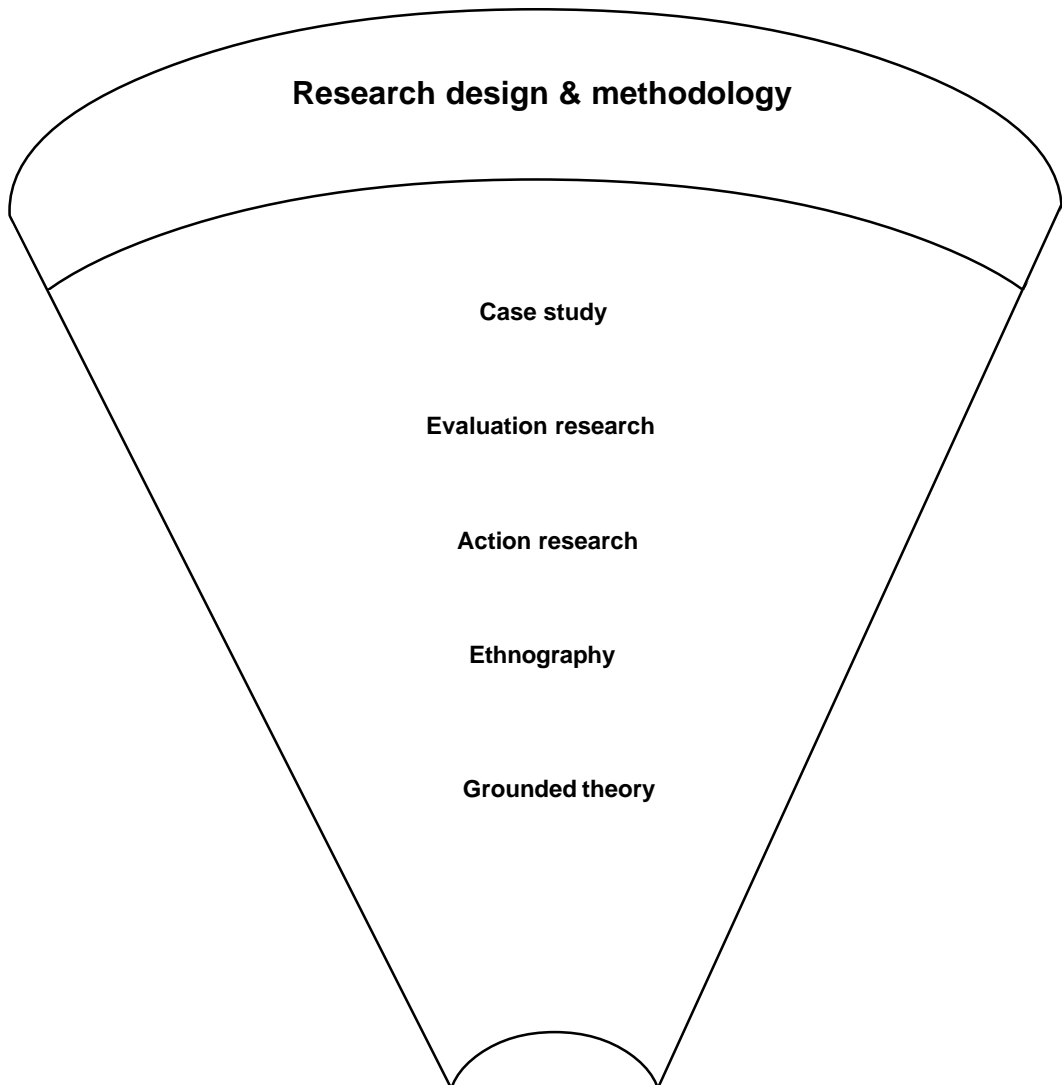 Research design & methodology
Case study
Evaluation research
Action research
Ethnography
Grounded theory